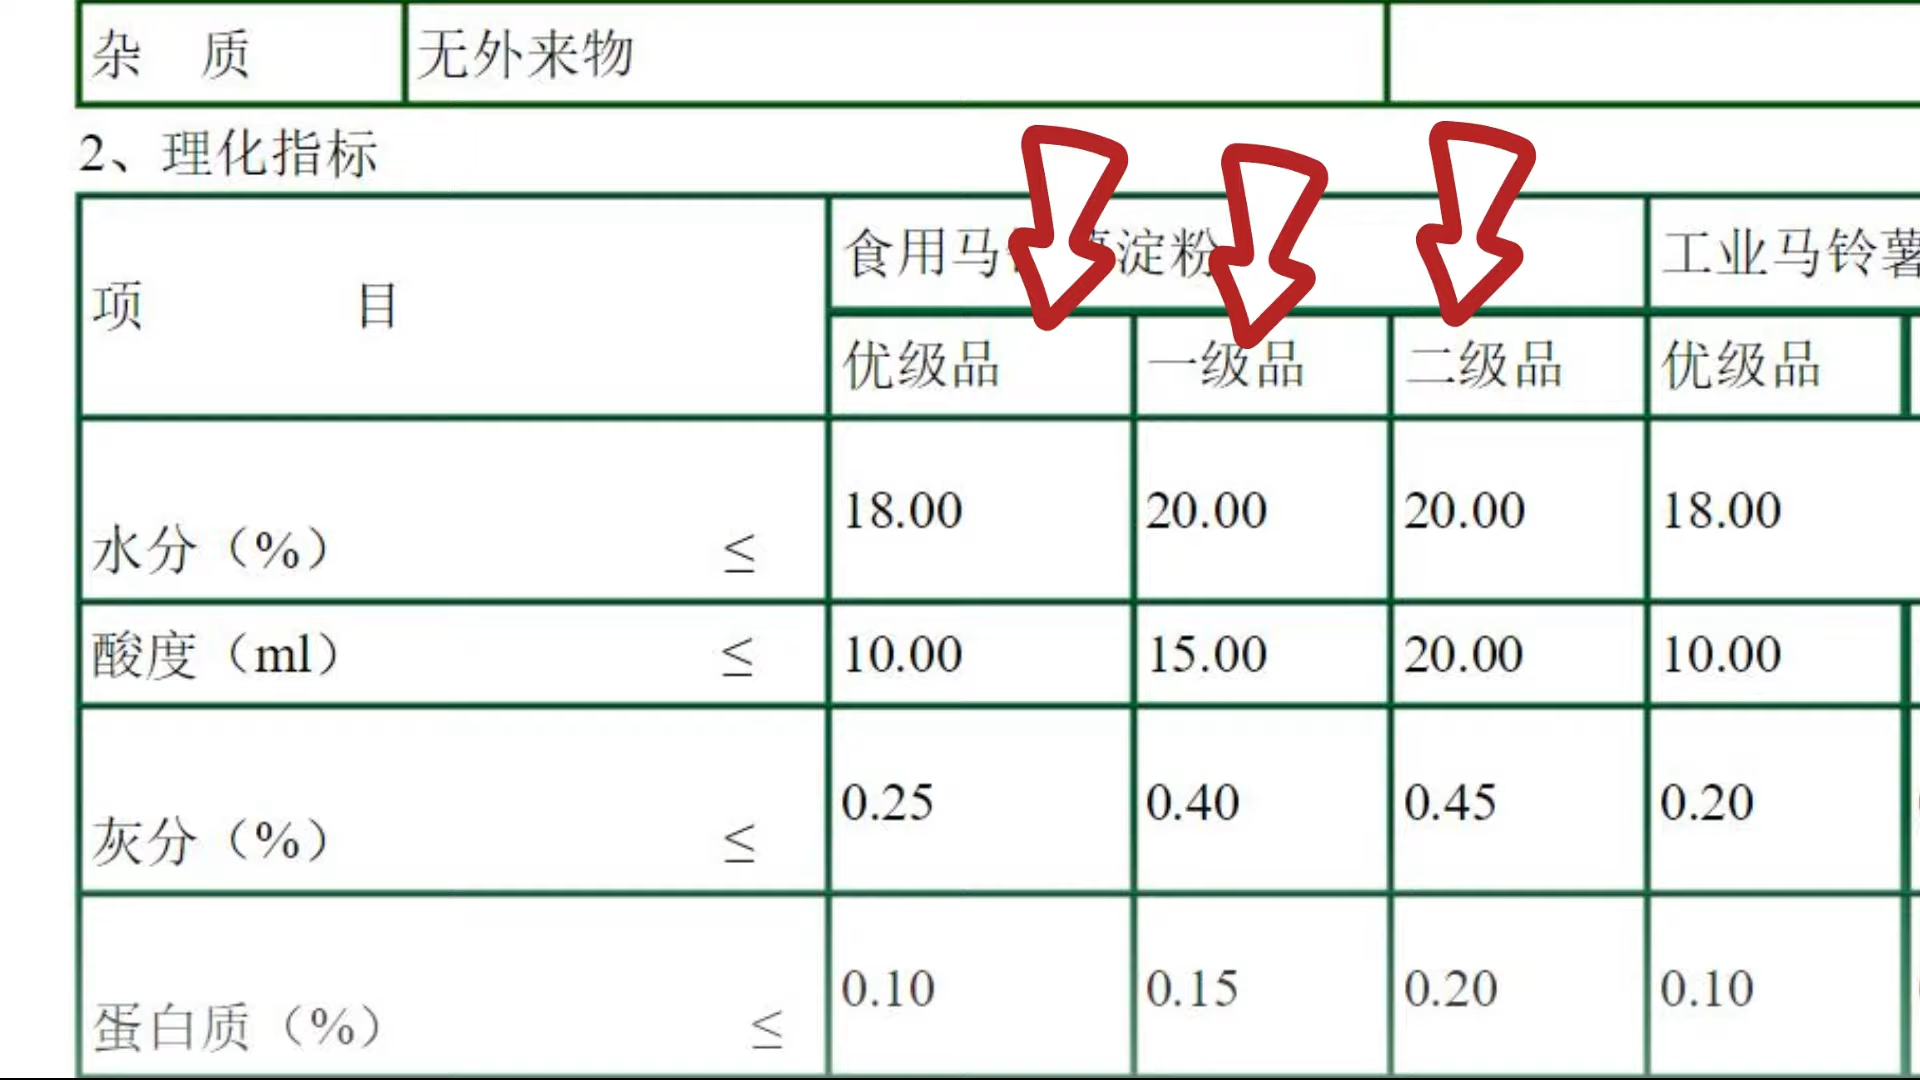 杂 质 无外来物
2、理化指标
项 目 食用马 淀粉 工业马铃薯
优级品 一级品 二级品 优级品
水分（%） ≤ 18.00 20.00 20.00 18.00
酸度（ml） ≤ 10.00 15.00 20.00 10.00
灰分（%） ≤ 0.25 0.40 0.45 0.20
蛋白质（%） ≤ 0.10 0.15 0.20 0.10